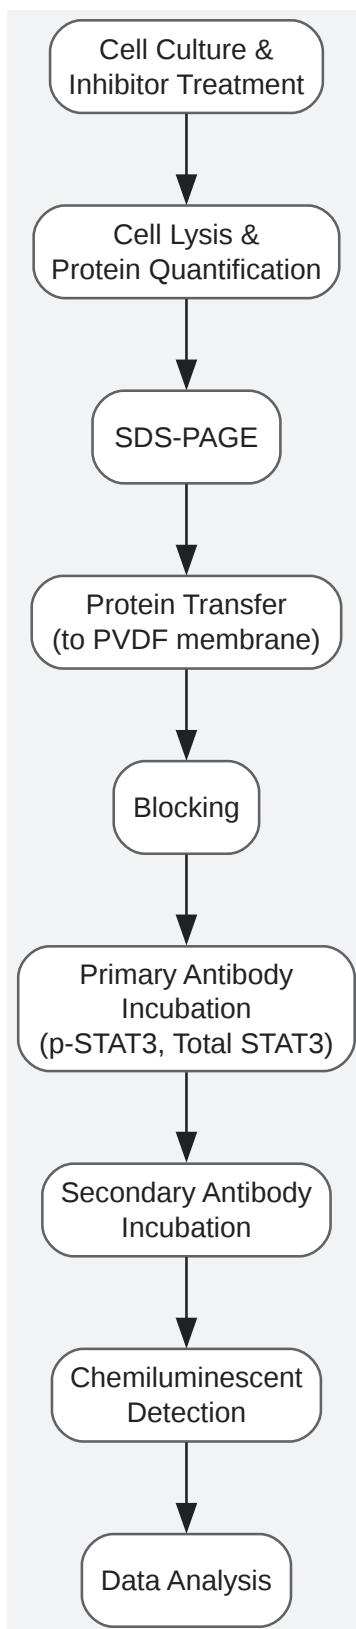 Cell Culture &
Inhibitor Treatment
Cell Lysis &
Protein Quantification
SDS-PAGE
Protein Transfer
(to PVDF membrane)
Blocking
Primary Antibody
Incubation
(p-STAT3, Total STAT3)
Secondary Antibody
Incubation
Chemiluminescent
Detection
Data Analysis